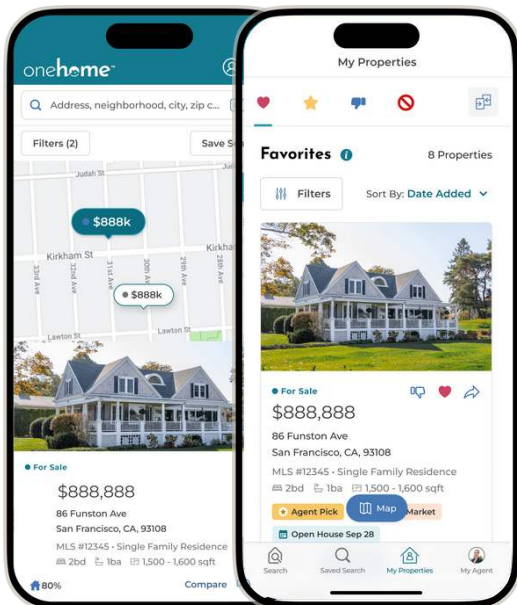 onehome
Address, neighborhood, city, zip c...
Filters (2)
Save
Judah St
$888k
Kirkham St
33rd Ave
32nd Ave
31st Ave
30th Ave
29th Ave
28th Ave
$888k
Lawton St
Lawton St
For Sale
$888,888
86 Funston Ave
San Francisco, CA, 93108
MLS #12345 • Single Family Residence
2bd 1ba 1,500 - 1,600 sqft
80%
Compare
My Properties
Favorites
8 Properties
Filters
Sort By: Date Added
For Sale
$888,888
86 Funston Ave
San Francisco, CA, 93108
MLS #12345 • Single Family Residence
2bd 1ba 1,500 - 1,600 sqft
Agent Pick
Map
Market
Open House Sep 28
Search
Saved Search
My Properties
My Agent